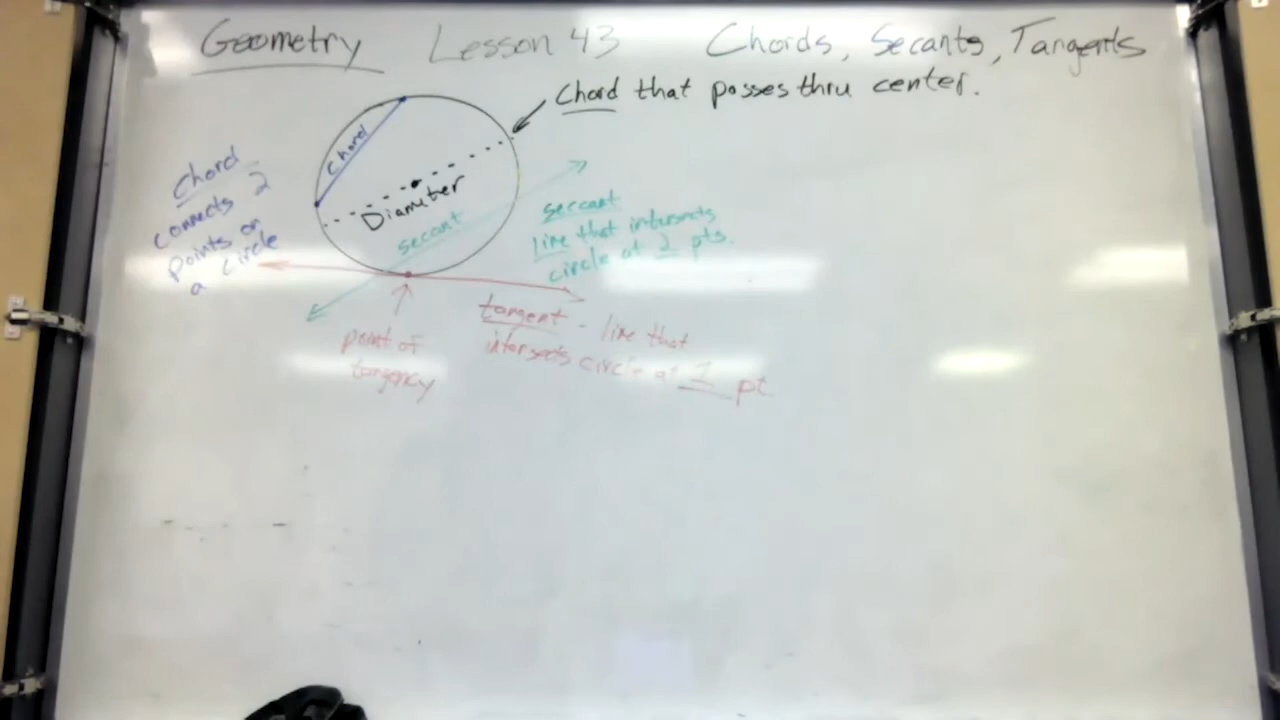 Geometry Lesson 43 Chords, Secants, Tangents
Chord that passes thru center.
chord
Diameter
secant
chord
connects 2
points on
a circle
seccant
line that intersects
circle at 2 pts.
tangent - line that
intersects circle at 1 pt
point of
tangency